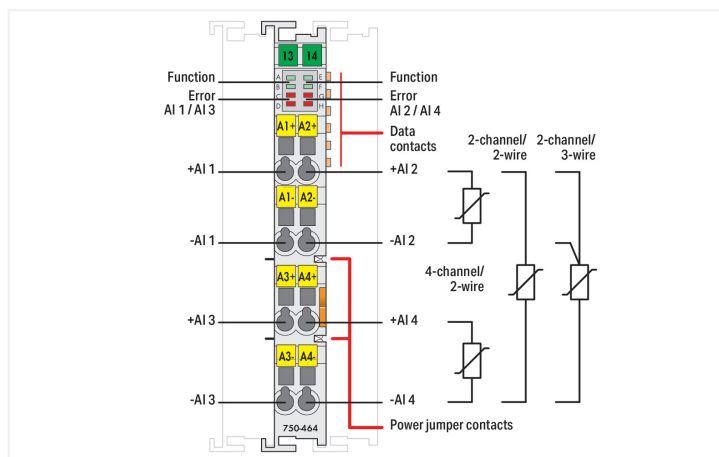 13 14
Function
A E
Function
B F
Error
C G
Error
AI 1 / AI 3
D H
AI 2 / AI 4
Data
contacts
2-channel/
2-wire
2-channel/
3-wire
A1+ A2+
+AI 1
+AI 2
A1- A2-
-AI 1
-AI 2
4-channel/
2-wire
A3+ A4+
+AI 3
+AI 4
A3- A4-
-AI 3
-AI 4
750-464
Power jumper contacts